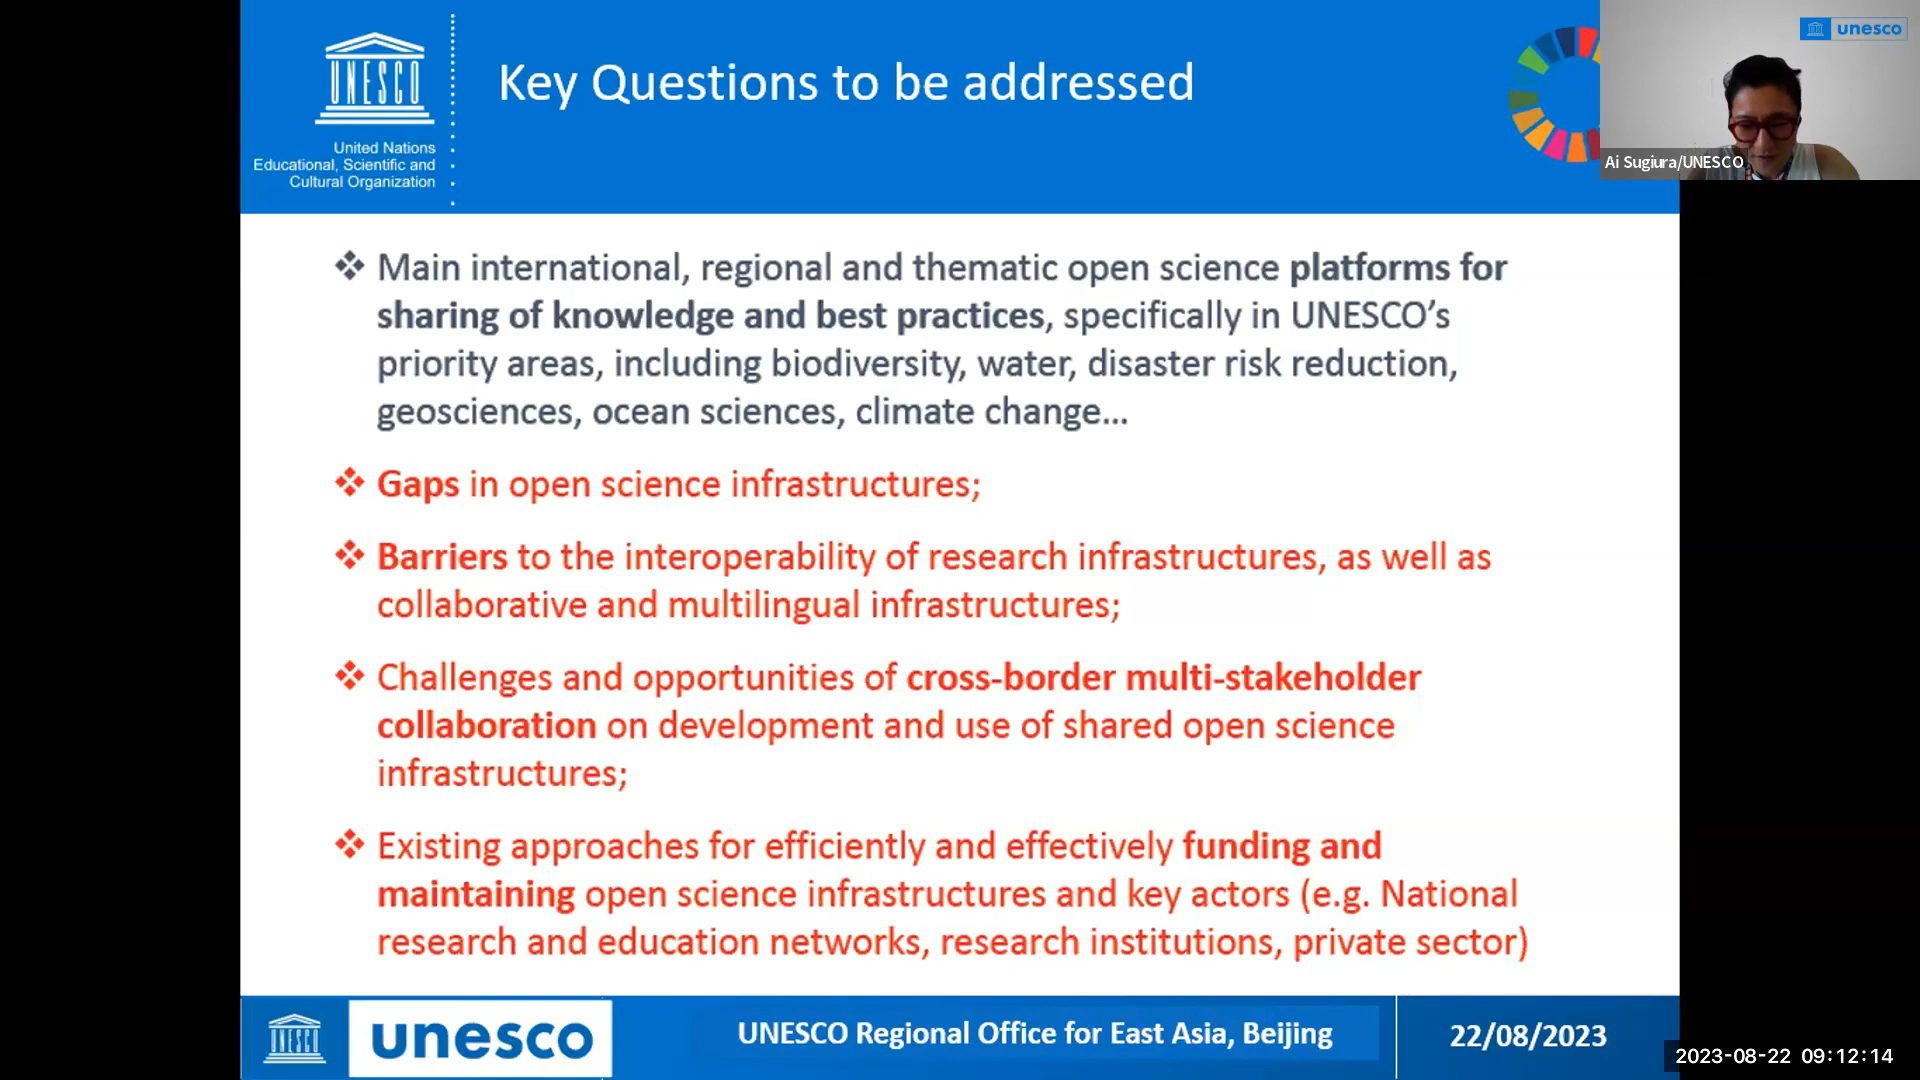 UNESCO
United Nations
Educational, Scientific and
Cultural Organization
Key Questions to be addressed
unesco
Ai Sugiura/UNESCO
❖ Main international, regional and thematic open science platforms for
sharing of knowledge and best practices, specifically in UNESCO’s
priority areas, including biodiversity, water, disaster risk reduction,
geosciences, ocean sciences, climate change...
❖ Gaps in open science infrastructures;
❖ Barriers to the interoperability of research infrastructures, as well as
collaborative and multilingual infrastructures;
❖ Challenges and opportunities of cross-border multi-stakeholder
collaboration on development and use of shared open science
infrastructures;
❖ Existing approaches for efficiently and effectively funding and
maintaining open science infrastructures and key actors (e.g. National
research and education networks, research institutions, private sector)
unesco
UNESCO Regional Office for East Asia, Beijing
22/08/2023
2023-08-22 09:12:14